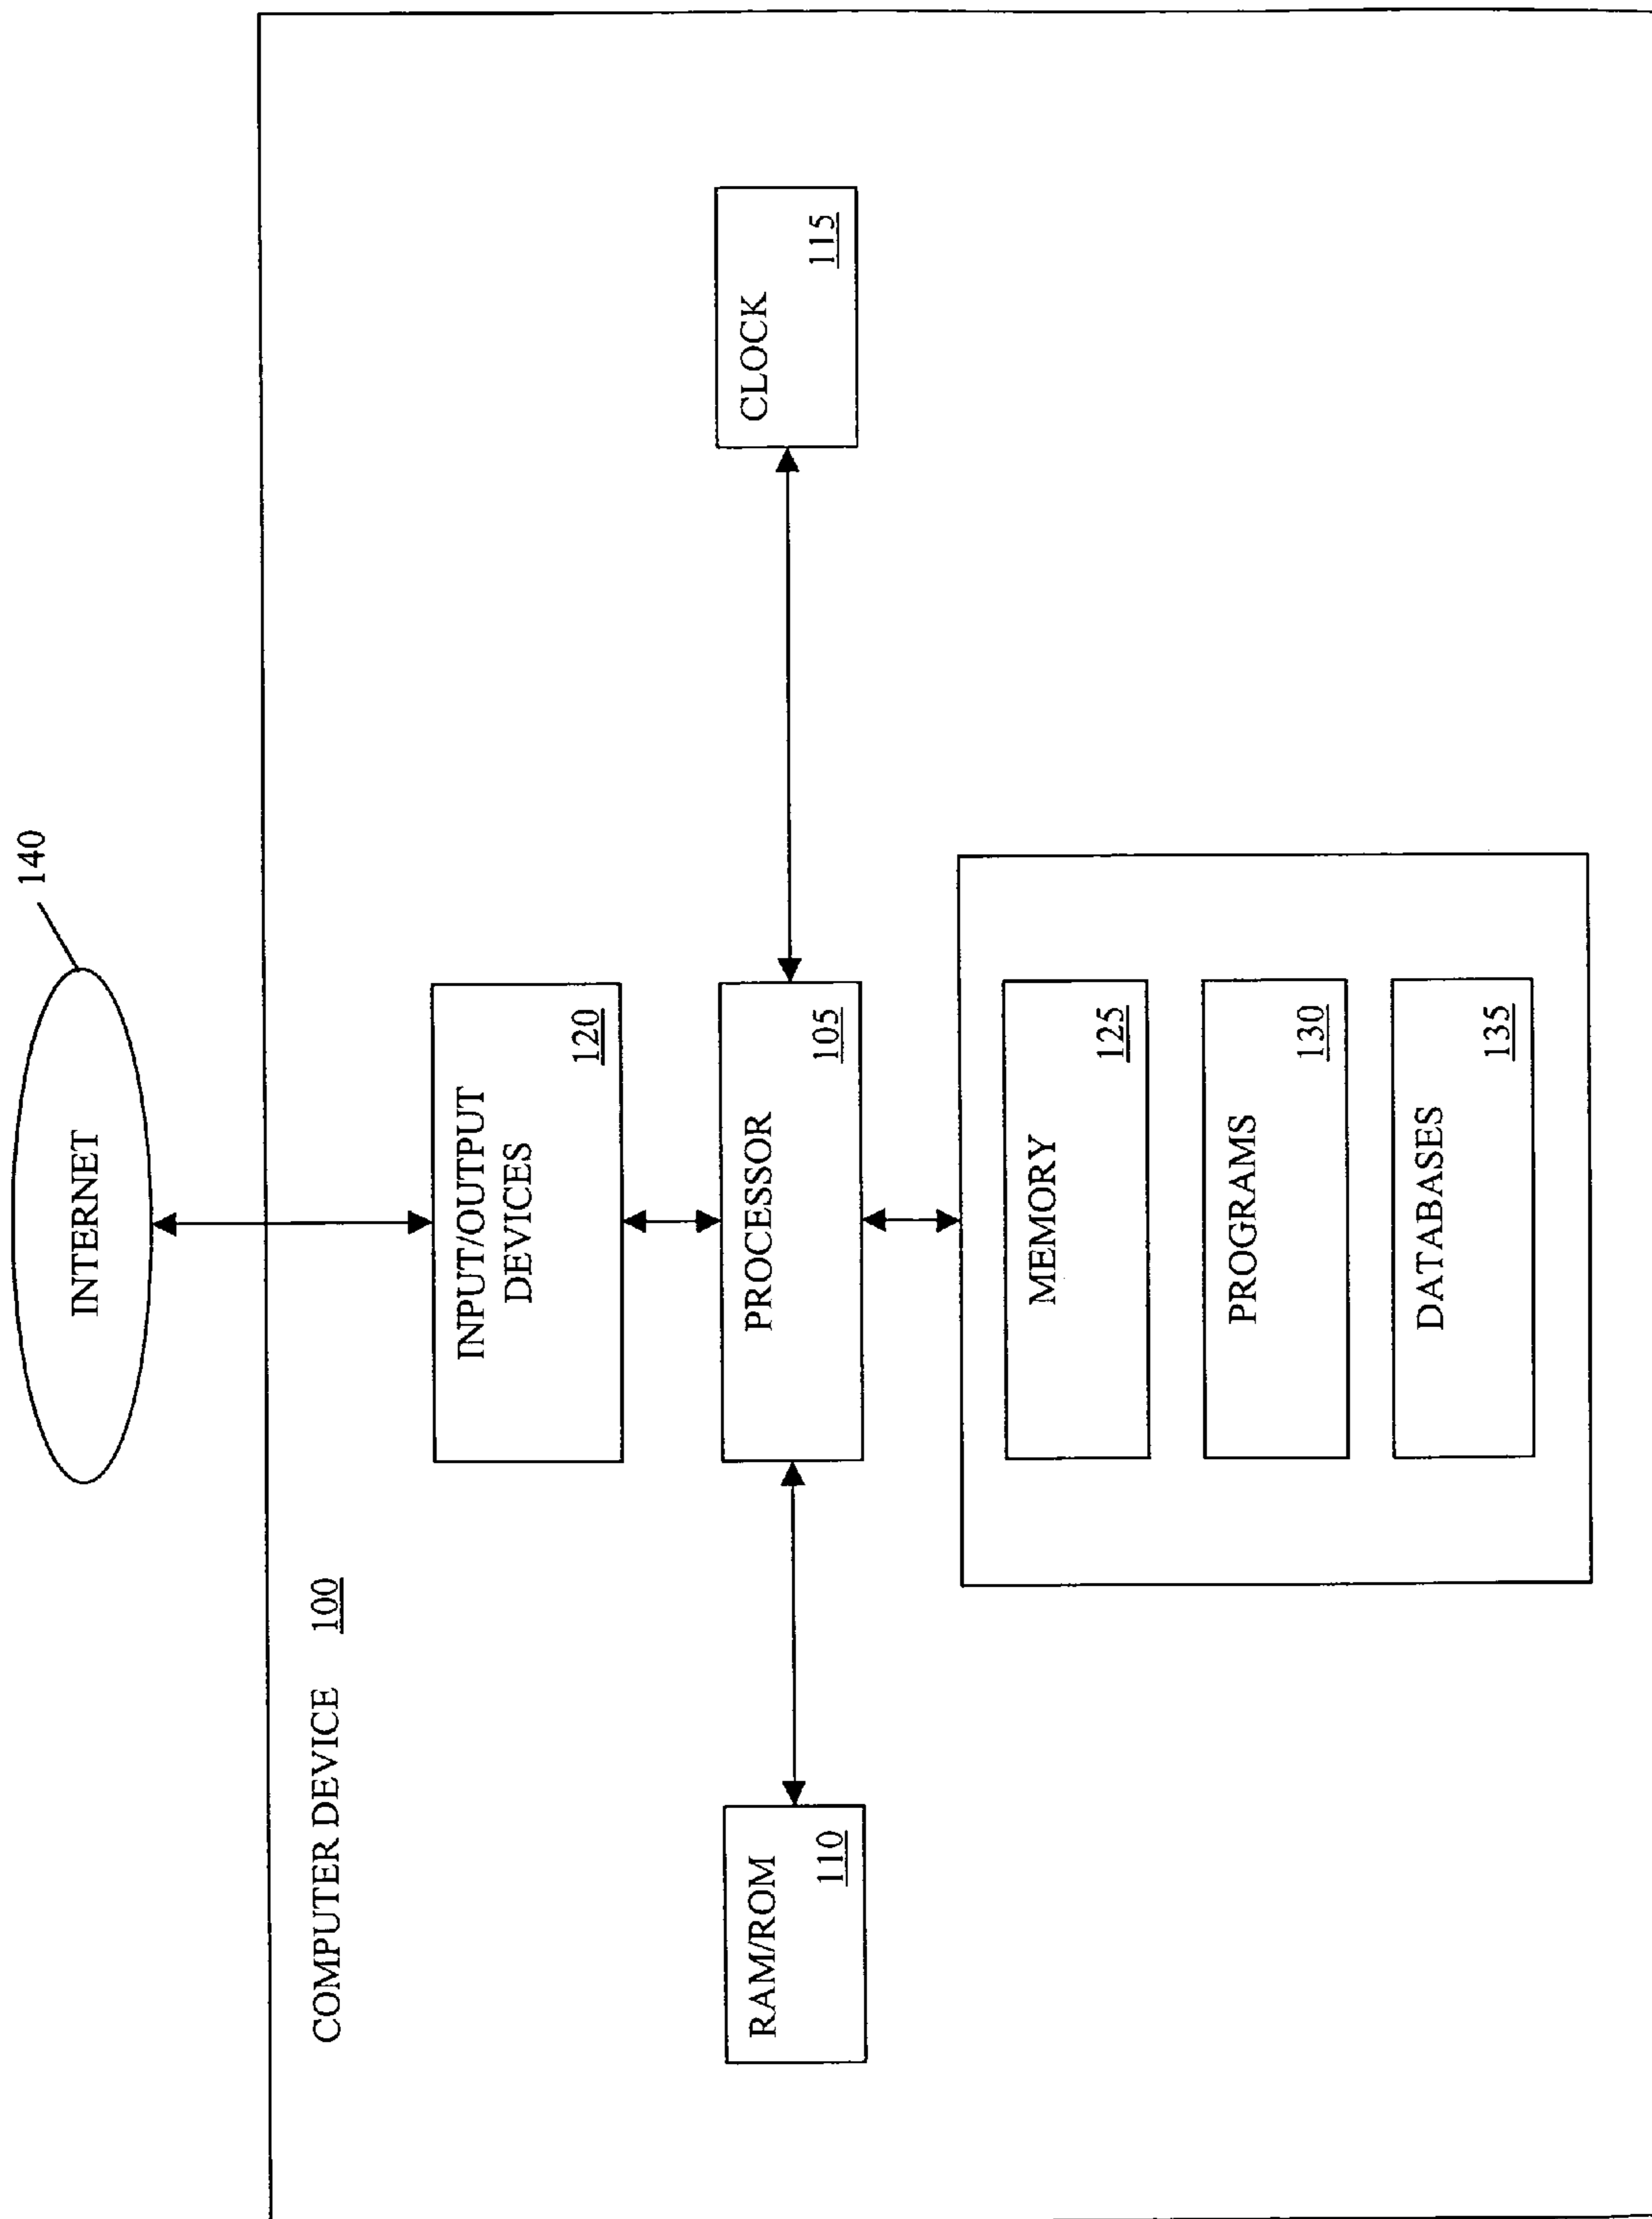 140
INTERNET
COMPUTER DEVICE 100
INPUT/OUTPUT
DEVICES
120
RAM/ROM
110
PROCESSOR
105
CLOCK
115
MEMORY
125
PROGRAMS
130
DATABASES
135